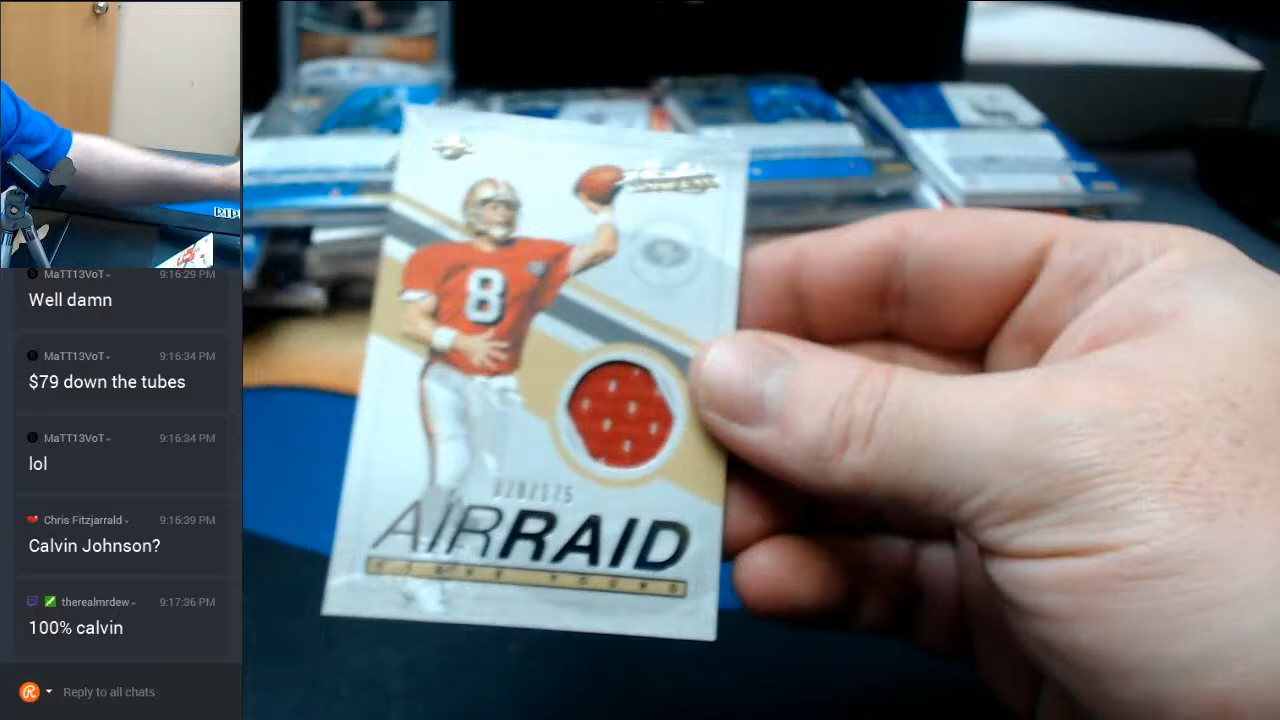 RIP
MaTT13VoT
9:16:29 PM
Well damn
MaTT13VoT
9:16:34 PM
$79 down the tubes
MaTT13VoT
9:16:34 PM
lol
Chris Fitzjarrald
9:16:39 PM
Calvin Johnson?
therealmrdew
9:17:36 PM
100% calvin
Reply to all chats
8
AIRRAID
STEVE YOUNG